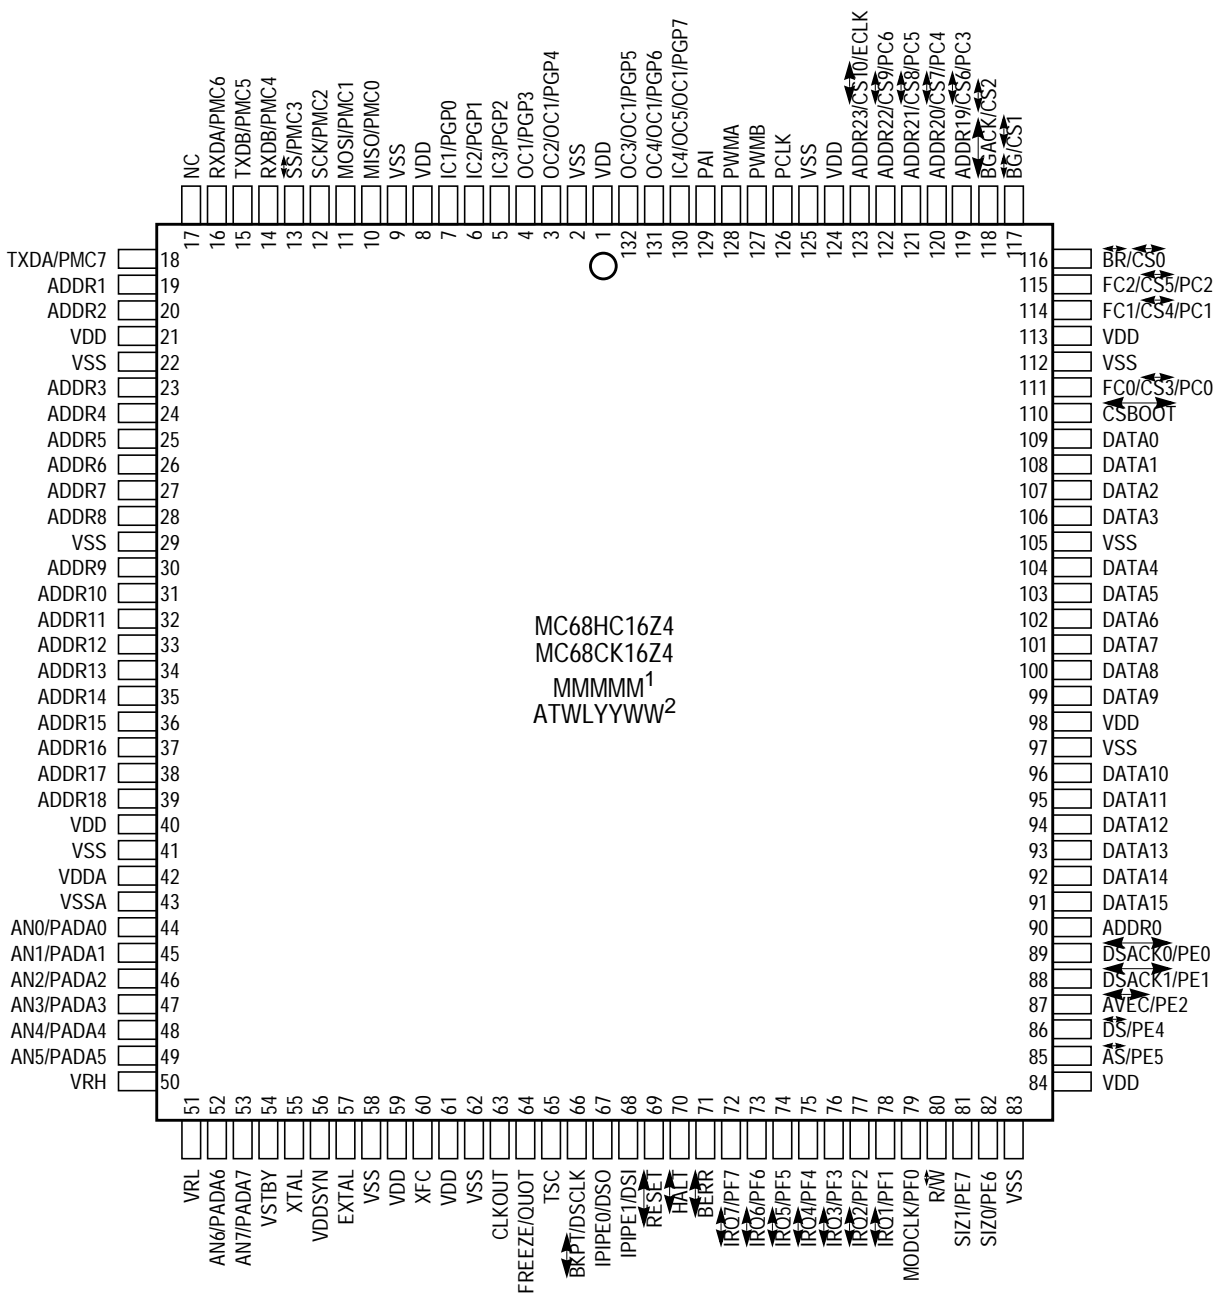 NC
RXDA/PMC6
TXDB/PMC5
RXDB/PMC4
SS/PMC3
SCK/PMC2
MOSI/PMC1
MISO/PMC0
VSS
VDD
IC1/PGP0
IC2/PGP1
IC3/PGP2
OC1/PGP3
OC2/OC1/PGP4
VSS
VDD
OC3/OC1/PGP5
OC4/OC1/PGP6
IC4/OC5/OC1/PGP7
PAI
PWMA
PWMB
PCLK
VSS
VDD
ADDR23/CS10/ECLK
ADDR22/CS9/PC6
ADDR21/CS8/PC5
ADDR20/CS7/PC4
ADDR19/CS6/PC3
BGACK/CS2
BG/CS1
17
16
15
14
13
12
11
10
9
8
7
6
5
4
3
2
1
132
131
130
129
128
127
126
125
124
123
122
121
120
119
118
117
TXDA/PMC7 18
ADDR1 19
ADDR2 20
VDD 21
VSS 22
ADDR3 23
ADDR4 24
ADDR5 25
ADDR6 26
ADDR7 27
ADDR8 28
VSS 29
ADDR9 30
ADDR10 31
ADDR11 32
ADDR12 33
ADDR13 34
ADDR14 35
ADDR15 36
ADDR16 37
ADDR17 38
ADDR18 39
VDD 40
VSS 41
VDDA 42
VSSA 43
AN0/PADA0 44
AN1/PADA1 45
AN2/PADA2 46
AN3/PADA3 47
AN4/PADA4 48
AN5/PADA5 49
VRH 50
MC68HC16Z4
MC68CK16Z4
MMMMM1
ATWLYYWW2
116 BR/CS0
115 FC2/CS5/PC2
114 FC1/CS4/PC1
113 VDD
112 VSS
111 FC0/CS3/PC0
110 CSBOOT
109 DATA0
108 DATA1
107 DATA2
106 DATA3
105 VSS
104 DATA4
103 DATA5
102 DATA6
101 DATA7
100 DATA8
99 DATA9
98 VDD
97 VSS
96 DATA10
95 DATA11
94 DATA12
93 DATA13
92 DATA14
91 DATA15
90 ADDR0
89 DSACK0/PE0
88 DSACK1/PE1
87 AVEC/PE2
86 DS/PE4
85 AS/PE5
84 VDD
51
52
53
54
55
56
57
58
59
60
61
62
63
64
65
66
67
68
69
70
71
72
73
74
75
76
77
78
79
80
81
82
83
VRL
AN6/PADA6
AN7/PADA7
VSTBY
XTAL
VDDSYN
EXTAL
VSS
VDD
XFC
VDD
VSS
CLKOUT
FREEZE/QUOT
TSC
BKPT/DSCLK
IPIPE0/DSO
IPIPE1/DSI
RESET
HALT
BERR
IRQ7/PF7
IRQ6/PF6
IRQ5/PF5
IRQ4/PF4
IRQ3/PF3
IRQ2/PF2
IRQ1/PF1
MODCLK/PF0
R/W
SIZ1/PE7
SIZ0/PE6
VSS